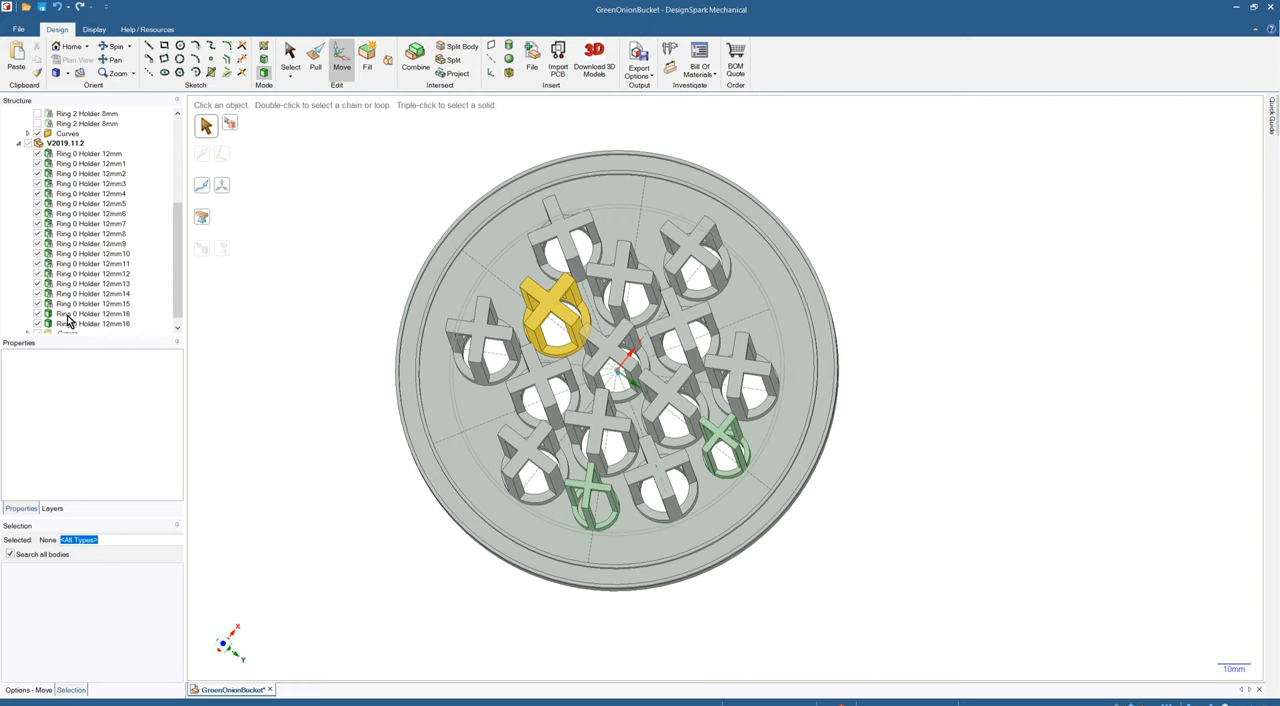 GreenOnionBucket - DesignSpark Mechanical
File Design Display Help / Resources
Home Spin Split Body
Plan View Pan Split
Zoom Project
Paste Select Pull Move Fill Combine File Import PCB Download 3D Models Export Options Bill Of Materials BOM Quote
3D
BOM
Clipboard Orient Sketch Mode Edit Intersect Insert Output Investigate Order
Structure
Click an object. Double-click to select a chain or loop. Triple-click to select a solid.
Quick Guide
Ring 2 Holder 8mm
Ring 2 Holder 8mm
Curves
V2019.11.2
Ring 0 Holder 12mm
Ring 0 Holder 12mm1
Ring 0 Holder 12mm2
Ring 0 Holder 12mm3
Ring 0 Holder 12mm4
Ring 0 Holder 12mm5
Ring 0 Holder 12mm6
Ring 0 Holder 12mm7
Ring 0 Holder 12mm8
Ring 0 Holder 12mm9
Ring 0 Holder 12mm10
Ring 0 Holder 12mm11
Ring 0 Holder 12mm12
Ring 0 Holder 12mm13
Ring 0 Holder 12mm14
Ring 0 Holder 12mm15
Ring 0 Holder 12mm16
Ring 0 Holder 12mm16
Properties
Properties Layers
Selection
Selected: None <All Types>
Search all bodies
X
Y
10mm
Options - Move Selection
GreenOnionBucket*